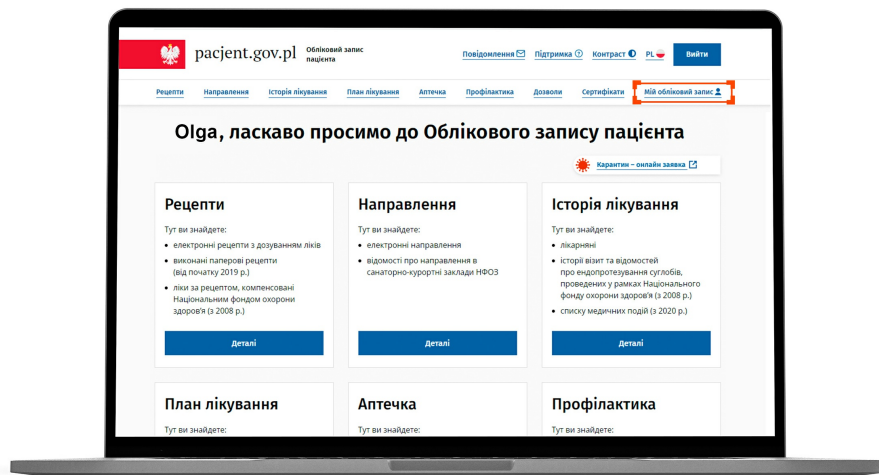 pacjent.gov.pl
Обліковий запис
пацієнта
Повідомлення
Підтримка
Контраст
PL
Вийти
Рецепти
Направлення
Історія лікування
План лікування
Аптечка
Профілактика
Дозволи
Сертифікати
Мій обліковий запис
Olga, ласкаво просимо до Облікового запису пацієнта
Карантин – онлайн заявка
Рецепти
Тут ви знайдете:
• електронні рецепти з дозуванням ліків
• виконані паперові рецепти
(від початку 2019 р.)
• ліки за рецептом, компенсовані
Національним фондом охорони
здоров'я (з 2008 р.)
Деталі
Направлення
Тут ви знайдете:
• електронні направлення
• відомості про направлення в
санаторно-курортні заклади НФОЗ
Деталі
Історія лікування
Тут ви знайдете:
• лікарняні
• історії візит та відомостей
про ендопротезування суглобів,
проведених у рамках Національного
фонду охорони здоров'я (з 2008 р.)
• списку медичних подій (з 2020 р.)
Деталі
План лікування
Тут ви знайдете:
Аптечка
Тут ви знайдете:
Профілактика
Тут ви знайдете: